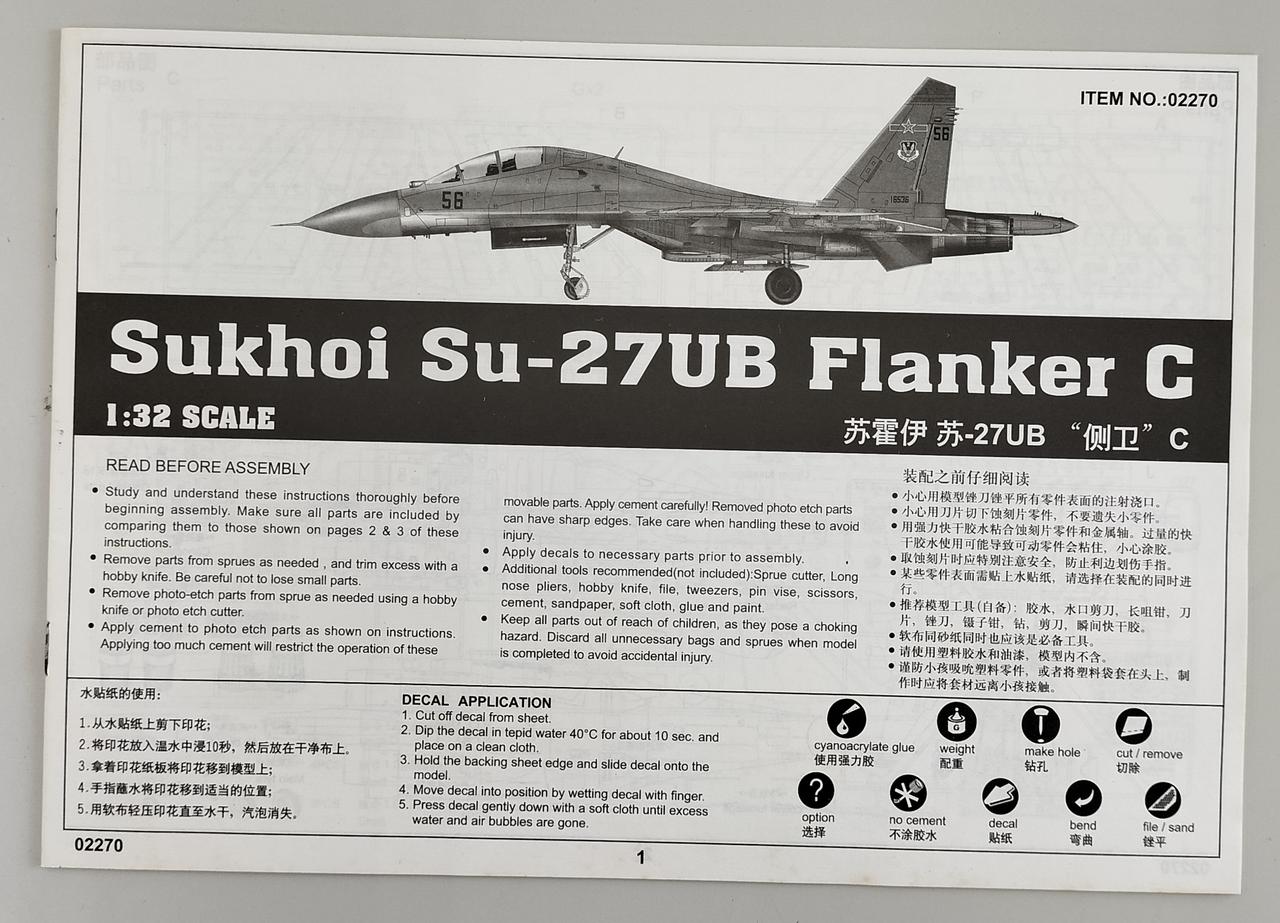 ITEM NO.:02270
56
56
16536
Sukhoi Su-27UB Flanker C
1:32 SCALE
苏霍伊 苏-27UB “侧卫” C
READ BEFORE ASSEMBLY
• Study and understand these instructions thoroughly before
beginning assembly. Make sure all parts are included by
comparing them to those shown on pages 2 & 3 of these
instructions.
• Remove parts from sprues as needed , and trim excess with a
hobby knife. Be careful not to lose small parts.
• Remove photo-etch parts from sprue as needed using a hobby
knife or photo etch cutter.
• Apply cement to photo etch parts as shown on instructions.
Applying too much cement will restrict the operation of these
movable parts. Apply cement carefully! Removed photo etch parts
can have sharp edges. Take care when handling these to avoid
injury.
• Apply decals to necessary parts prior to assembly.
• Additional tools recommended(not included):Sprue cutter, Long
nose pliers, hobby knife, file, tweezers, pin vise, scissors,
cement, sandpaper, soft cloth, glue and paint.
• Keep all parts out of reach of children, as they pose a choking
hazard. Discard all unnecessary bags and sprues when model
is completed to avoid accidental injury.
装配之前仔细阅读
• 小心用模型锉刀锉平所有零件表面的注射浇口。
• 小心用刀片切下蚀刻片零件，不要遗失小零件。
• 用强力快干胶水粘合蚀刻片零件和金属轴。过量的快
干胶水使用可能导致可动零件会粘住，小心涂胶。
• 取蚀刻片时应特别注意安全，防止利边划伤手指。
• 某些零件表面需贴上水贴纸，请选择在装配的同时进
行。
• 推荐模型工具(自备)：胶水，水口剪刀，长咀钳，刀
片，锉刀，镊子钳，钻，剪刀，瞬间快干胶。
• 软布同砂纸同时也应该是必备工具。
• 请使用塑料胶水和油漆，模型内不含。
• 谨防小孩吸吮塑料零件，或者将塑料袋套在头上，制
作时应将套材远离小孩接触。
水贴纸的使用:
1.从水贴纸上剪下印花;
2.将印花放入温水中浸10秒，然后放在干净布上。
3.拿着印花纸板将印花移到模型上;
4.手指蘸水将印花移到适当的位置;
5.用软布轻压印花直至水干，汽泡消失。
DECAL APPLICATION
1. Cut off decal from sheet.
2. Dip the decal in tepid water 40°C for about 10 sec. and
place on a clean cloth.
3. Hold the backing sheet edge and slide decal onto the
model.
4. Move decal into position by wetting decal with finger.
5. Press decal gently down with a soft cloth until excess
water and air bubbles are gone.
cyanoacrylate glue
使用强力胶
G
weight
配重
make hole
钻孔
cut / remove
切除
?
option
选择
no cement
不涂胶水
decal
贴纸
bend
弯曲
file / sand
锉平
02270
1